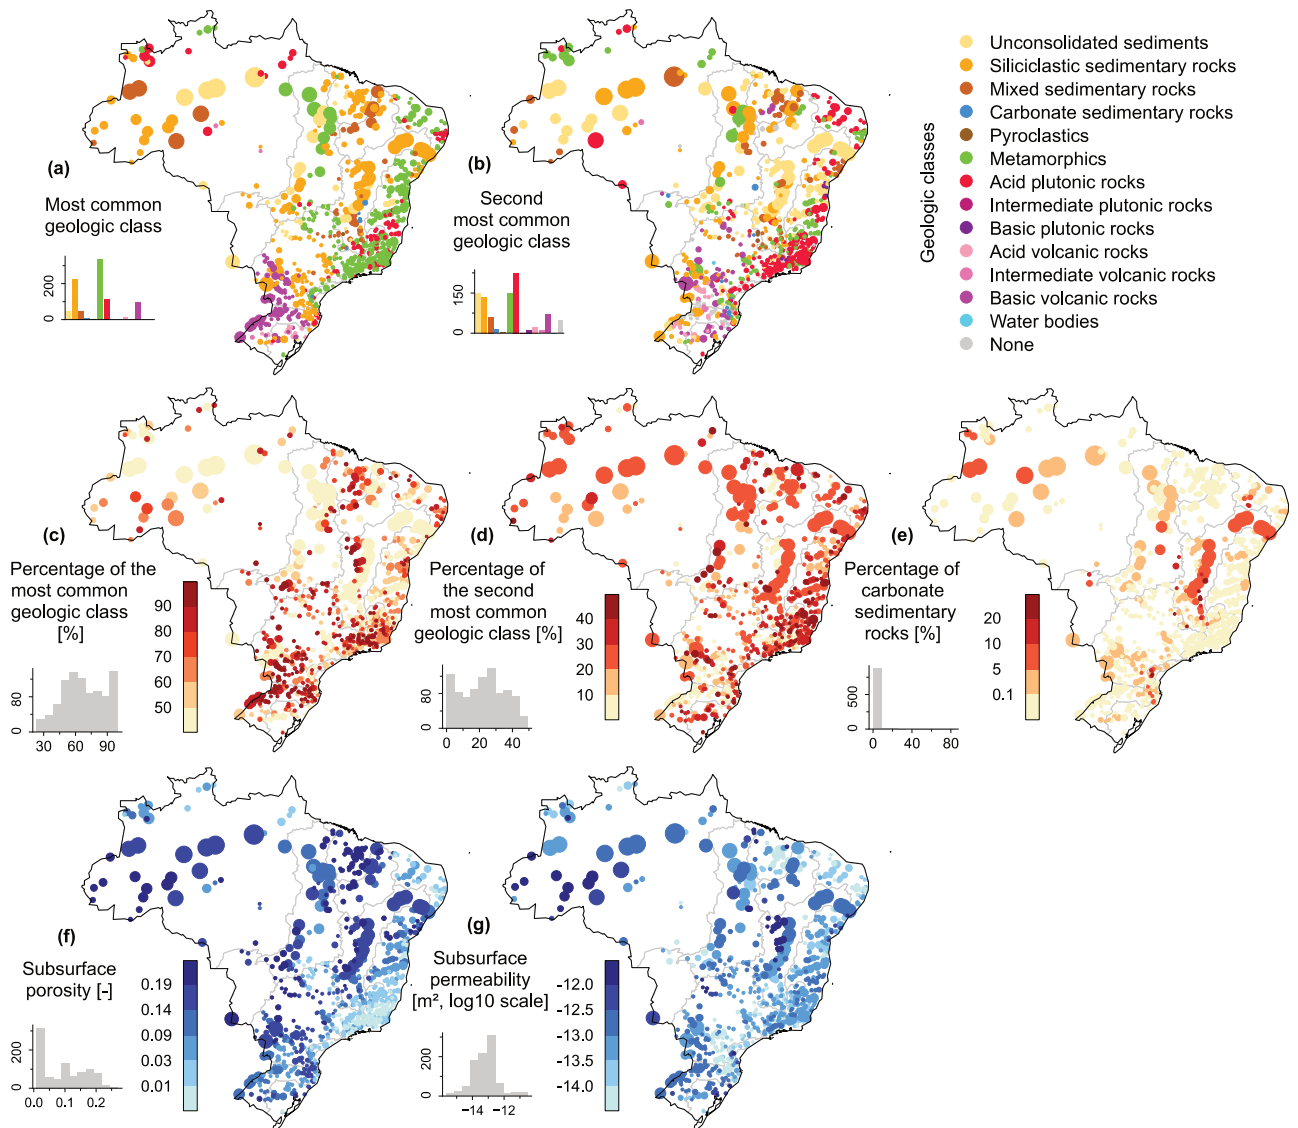 (a)
Most common
geologic class
200
0
(b)
Second
most common
geologic class
150
0
Geologic classes
Unconsolidated sediments
Siliciclastic sedimentary rocks
Mixed sedimentary rocks
Carbonate sedimentary rocks
Pyroclastics
Metamorphics
Acid plutonic rocks
Intermediate plutonic rocks
Basic plutonic rocks
Acid volcanic rocks
Intermediate volcanic rocks
Basic volcanic rocks
Water bodies
None
(c)
Percentage of the
most common
geologic class
[%]
90
80
70
60
50
80
0
30 60 90
(d)
Percentage of
the second
most common
geologic class [%]
40
30
20
10
80
0
0 20 40
(e)
Percentage of
carbonate
sedimentary
rocks [%]
20
10
5
0.1
500
0
0 40 80
(f)
Subsurface
porosity [-]
0.19
0.14
0.09
0.03
0.01
200
0
0.0 0.1 0.2
(g)
Subsurface
permeability
[m², log10 scale]
-12.0
-12.5
-13.0
-13.5
-14.0
200
0
−14 −12